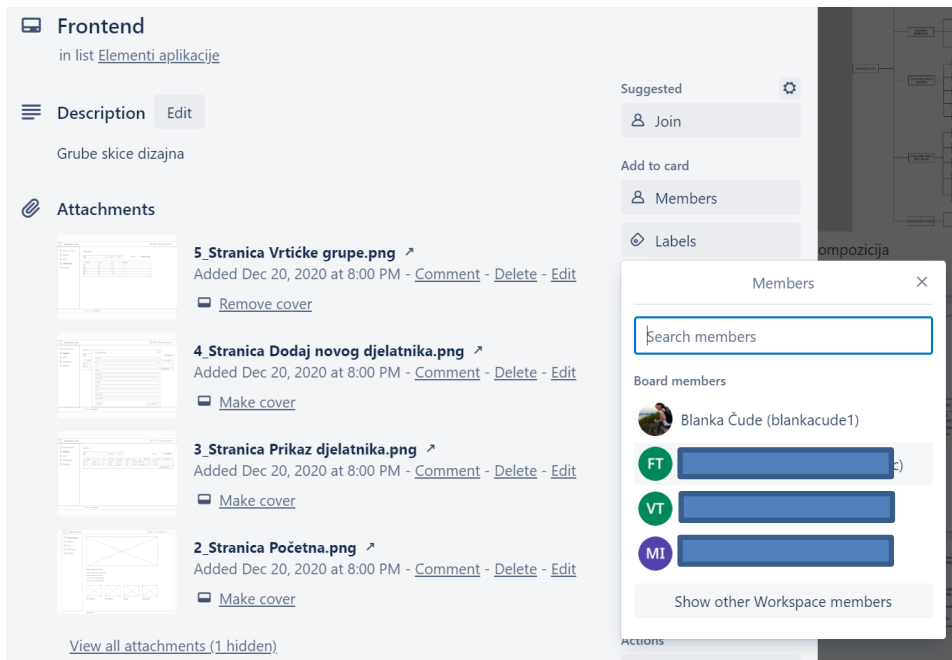 Frontend
in list Elementi aplikacije
Description Edit
Grube skice dizajna
Attachments
5_Stranica Vrtićke grupe.png ↗
Added Dec 20, 2020 at 8:00 PM - Comment - Delete - Edit
Remove cover
4_Stranica Dodaj novog djelatnika.png ↗
Added Dec 20, 2020 at 8:00 PM - Comment - Delete - Edit
Make cover
3_Stranica Prikaz djelatnika.png ↗
Added Dec 20, 2020 at 8:00 PM - Comment - Delete - Edit
Make cover
2_Stranica Početna.png ↗
Added Dec 20, 2020 at 8:00 PM - Comment - Delete - Edit
Make cover
View all attachments (1 hidden)
Suggested
Join
Add to card
Members
Labels
ompozicija
Members
Search members
Board members
Blanka Čude (blankacude1)
FT c)
VT
MI
Show other Workspace members
Actions